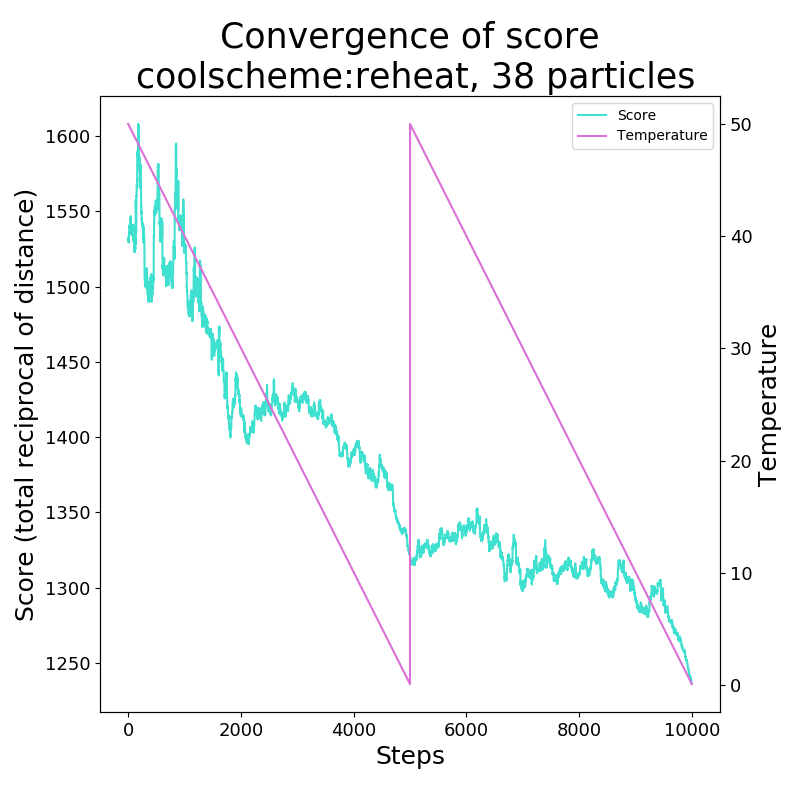 Convergence of score
coolscheme:reheat, 38 particles
Score
Temperature
1600
1550
1500
1450
1400
1350
1300
1250
Score (total reciprocal of distance)
50
40
30
20
10
0
Temperature
0 2000 4000 6000 8000 10000
Steps